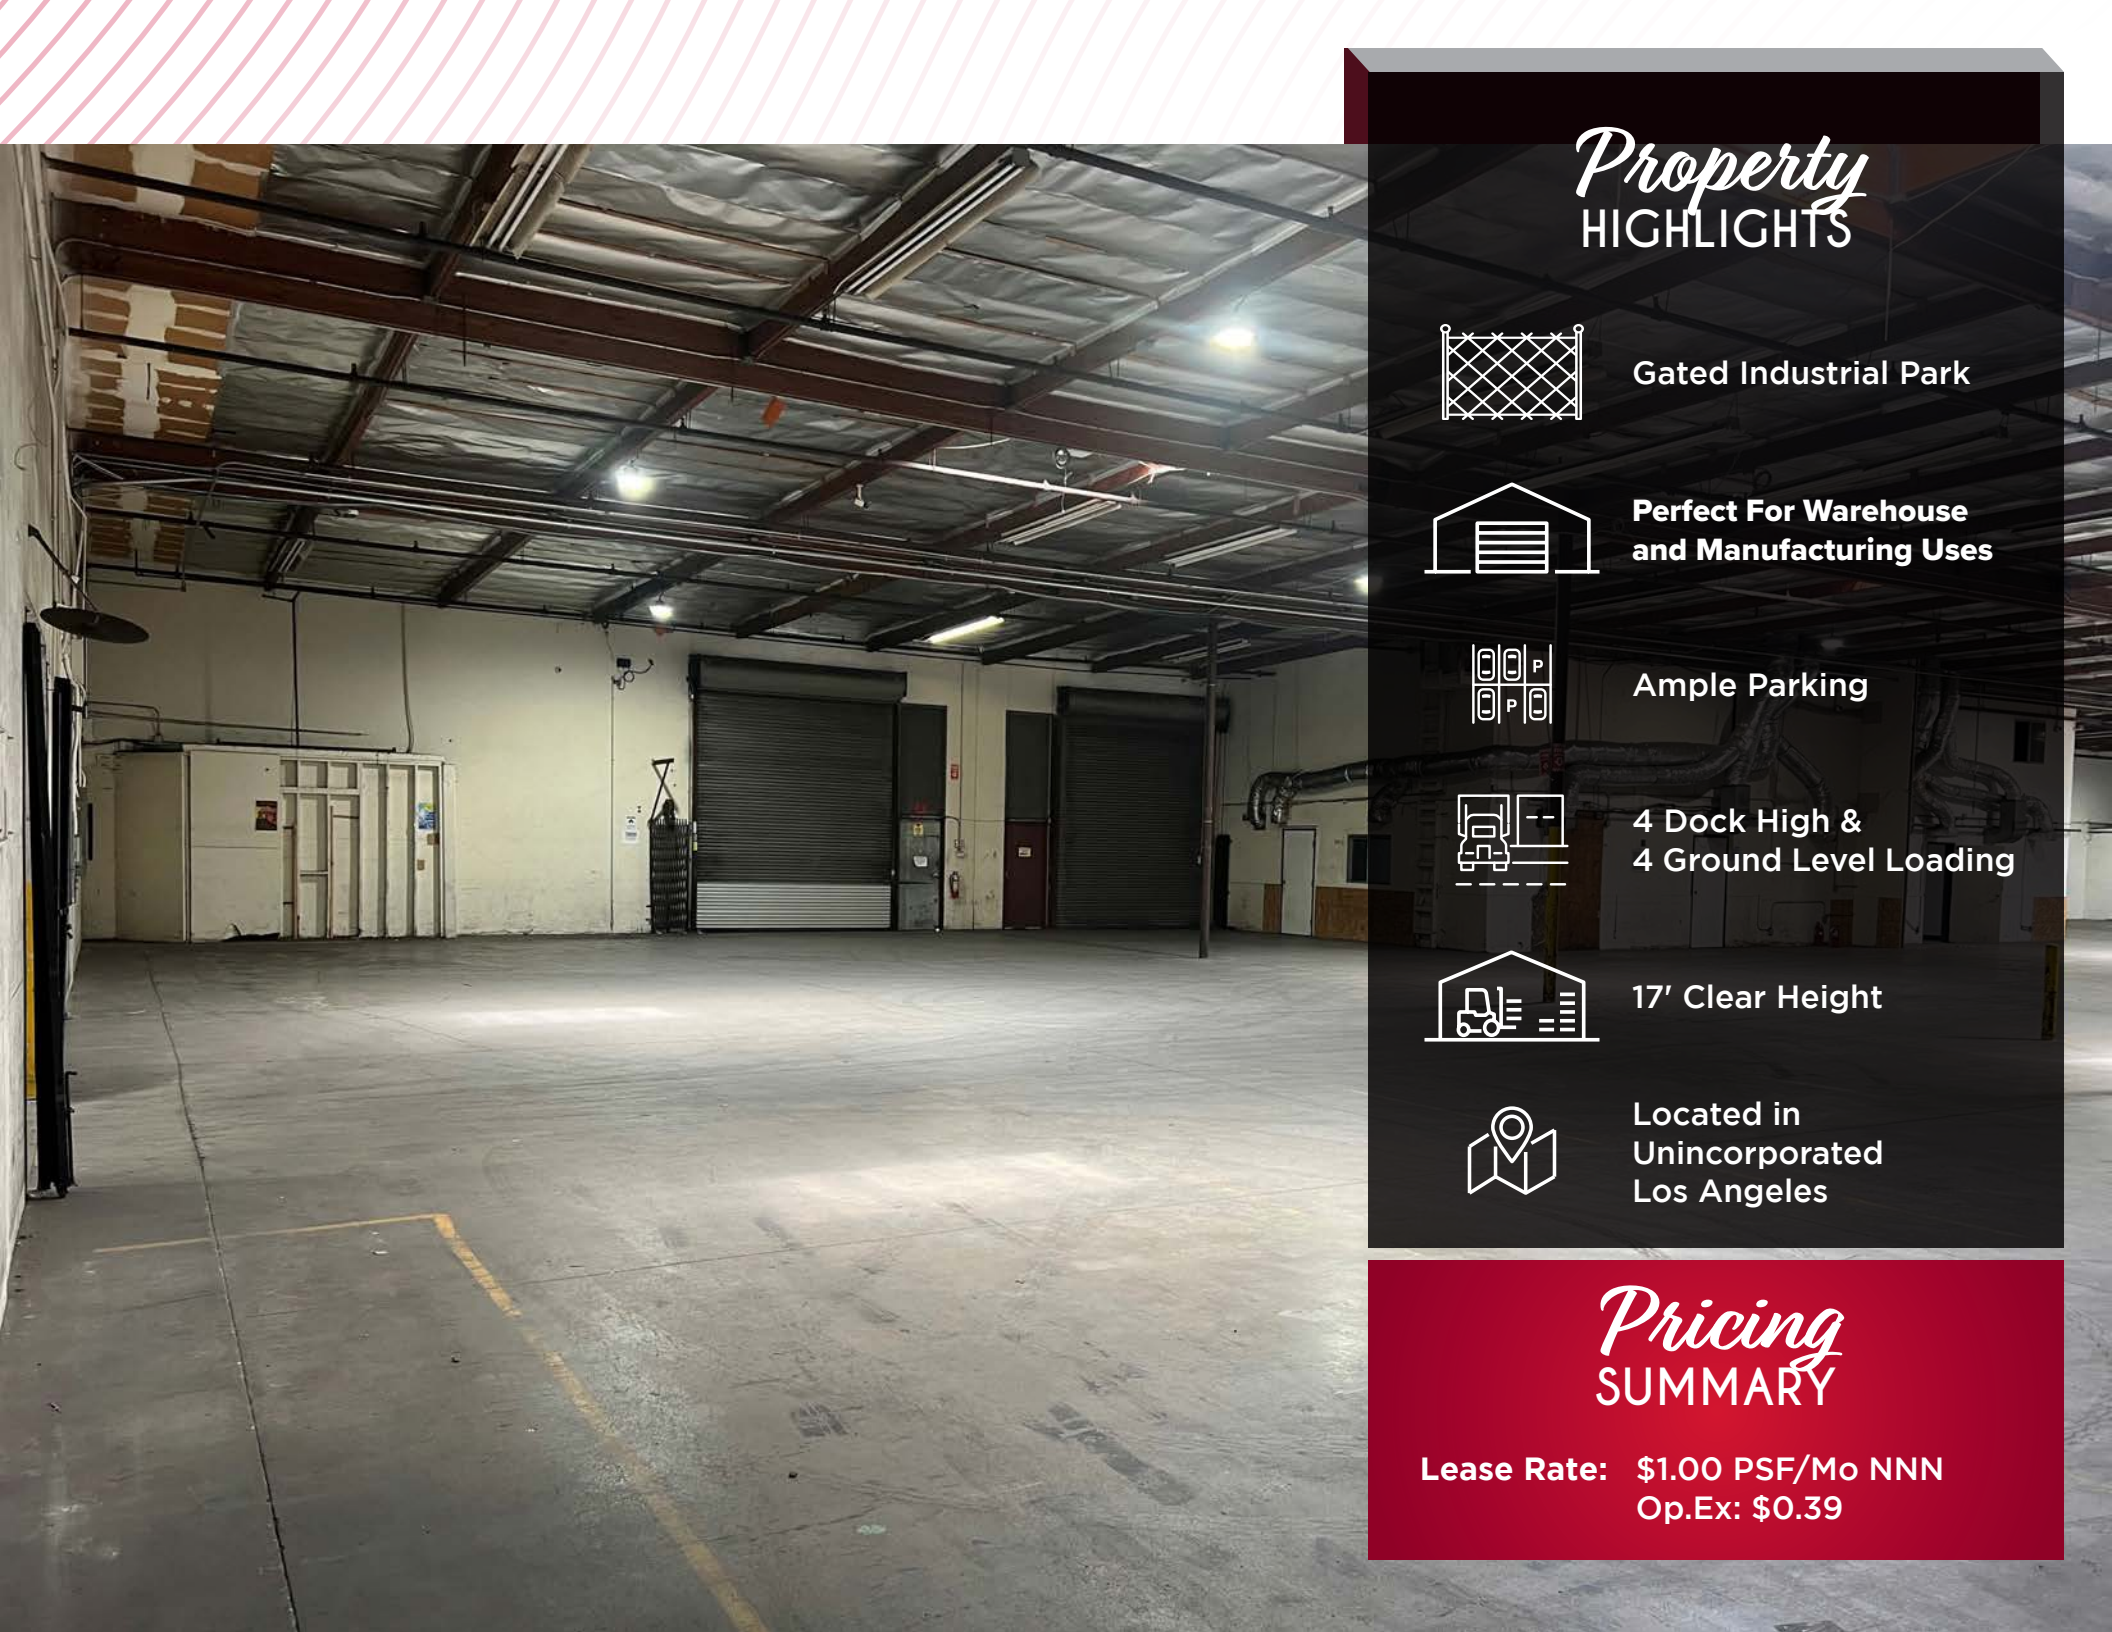 Property
HIGHLIGHTS
Gated Industrial Park
Perfect For Warehouse
and Manufacturing Uses
P
P
Ample Parking
4 Dock High &
4 Ground Level Loading
17' Clear Height
Located in
Unincorporated
Los Angeles
Pricing
SUMMARY
Lease Rate: $1.00 PSF/Mo NNN
Op.Ex: $0.39